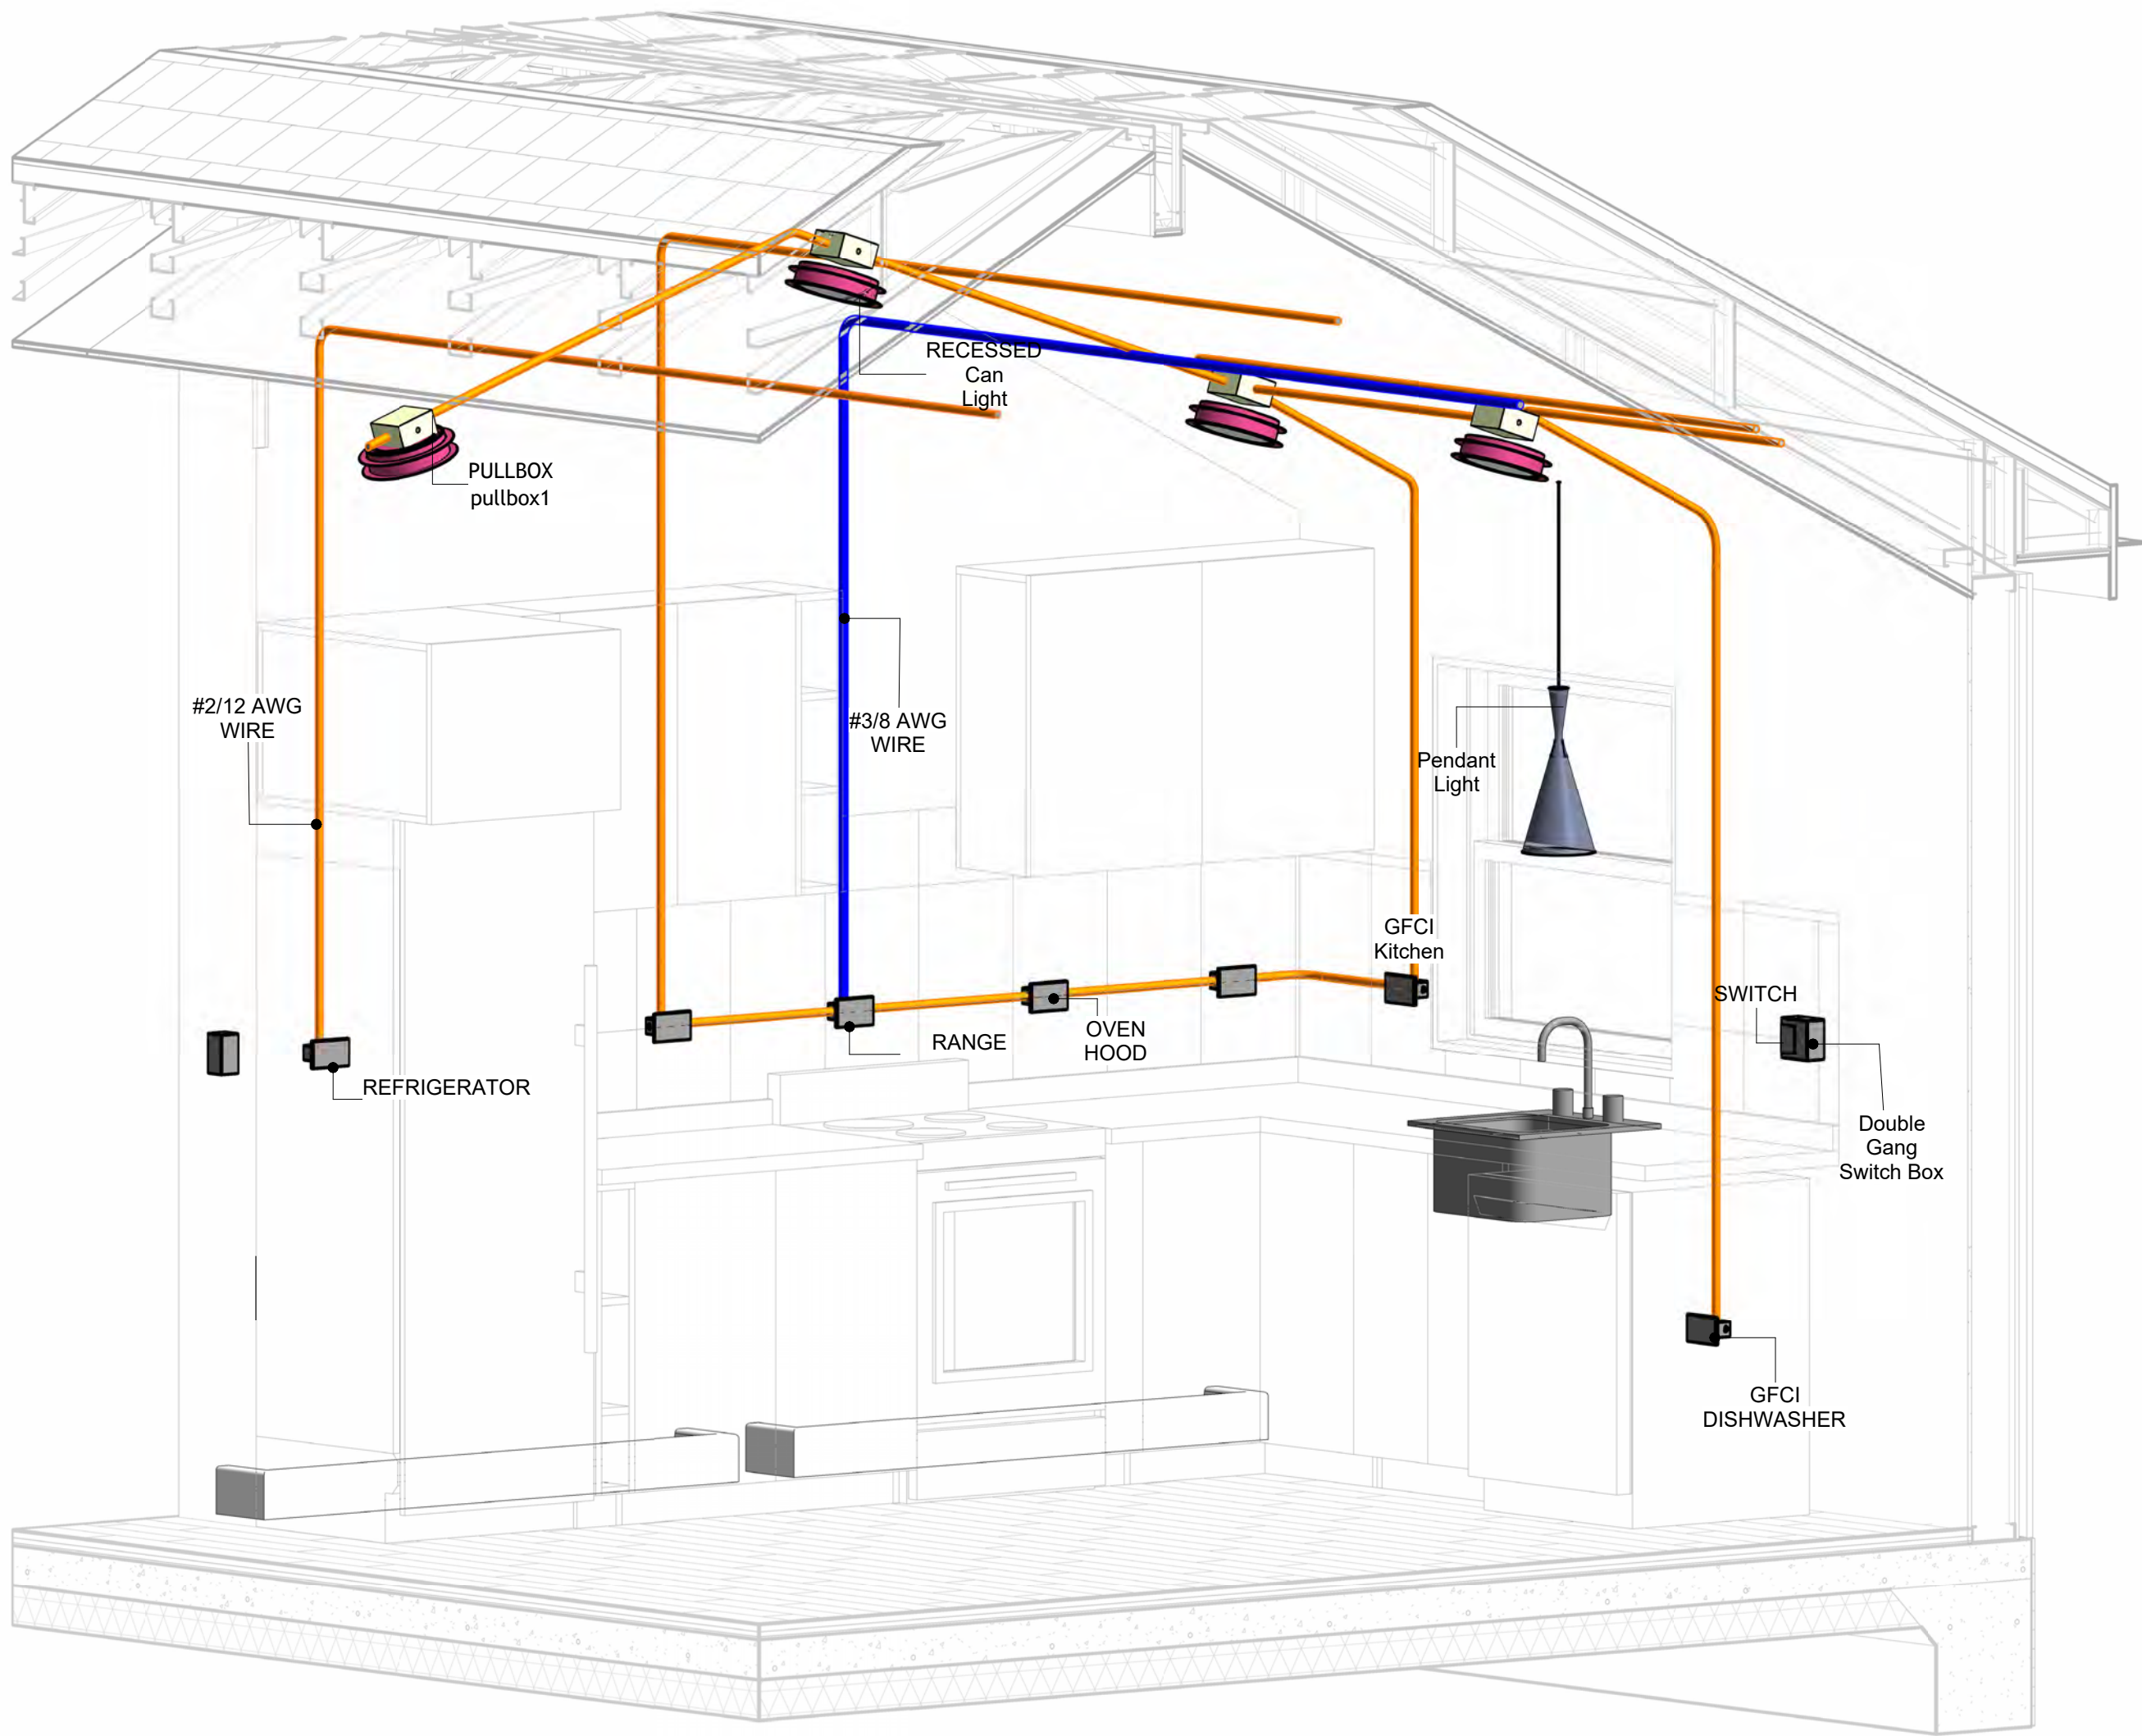 RECESSED
Can
Light
PULLBOX
pullbox1
#2/12 AWG
WIRE
#3/8 AWG
WIRE
Pendant
Light
GFCI
Kitchen
SWITCH
OVEN
HOOD
RANGE
REFRIGERATOR
Double
Gang
Switch Box
GFCI
DISHWASHER